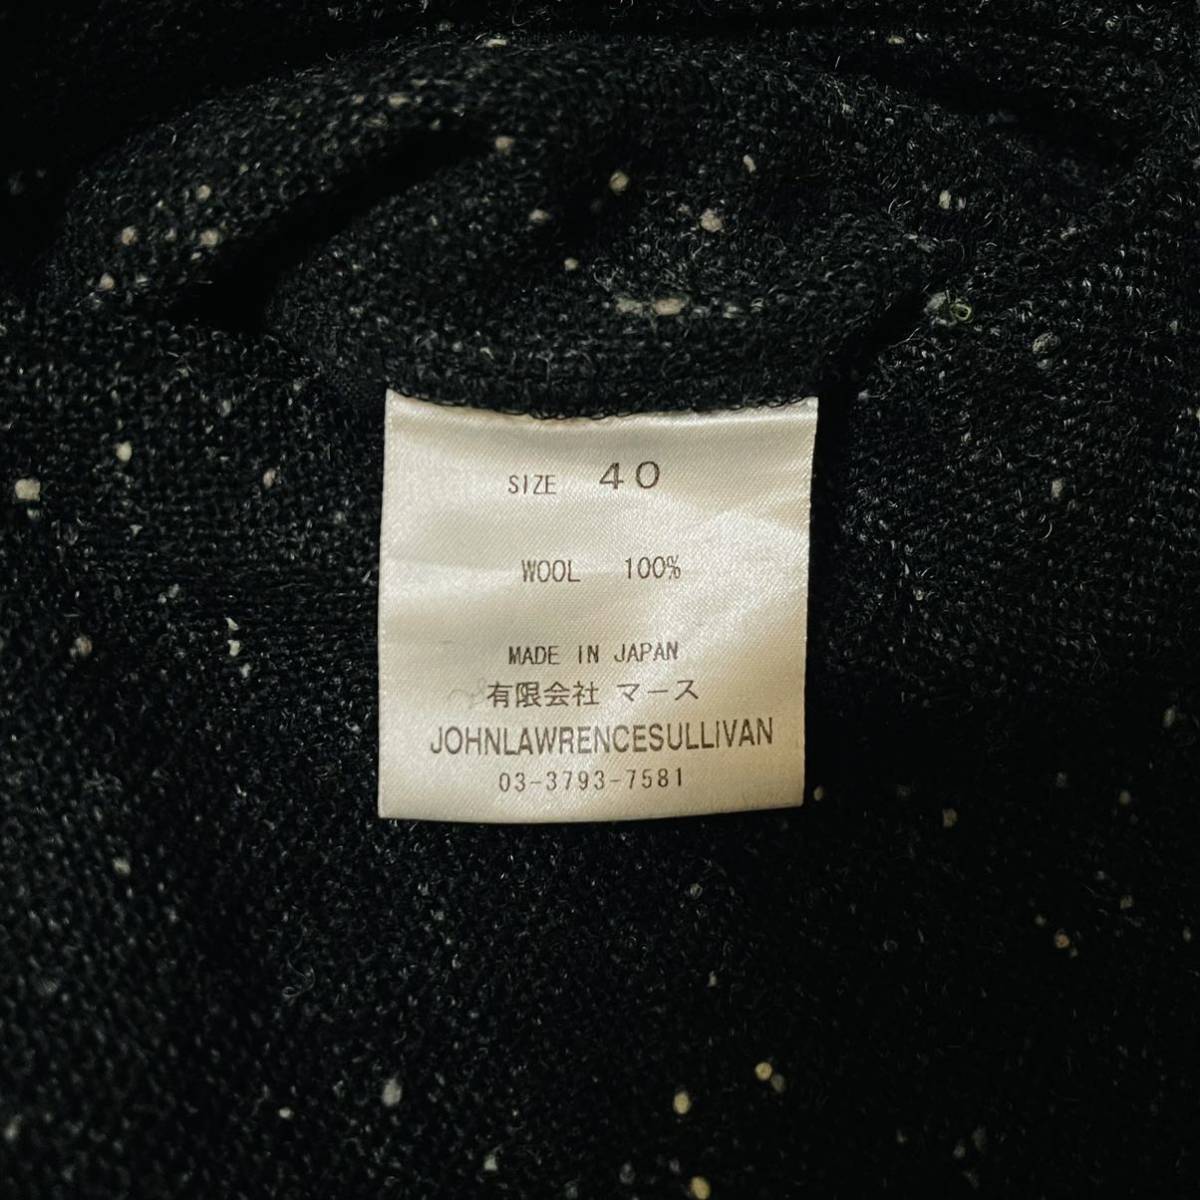 SIZE 40
WOOL 100%
MADE IN JAPAN
有限会社 マース
JOHNLAWRENCESULLIVAN
03-3793-7581